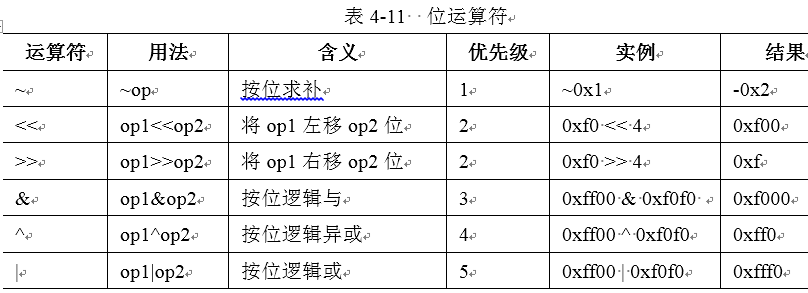 表 4-11 位运算符
运算符 用法 含义 优先级 实例 结果
~ ~op 按位求补 1 ~0x1 -0x2
<< op1<<op2 将 op1 左移 op2 位 2 0xf0 << 4 0xf00
>> op1>>op2 将 op1 右移 op2 位 2 0xf0 >> 4 0xf
& op1&op2 按位逻辑与 3 0xff00 & 0xf0f0 0xf000
^ op1^op2 按位逻辑异或 4 0xff00 ^ 0xf0f0 0xff0
| op1|op2 按位逻辑或 5 0xff00 | 0xf0f0 0xfff0